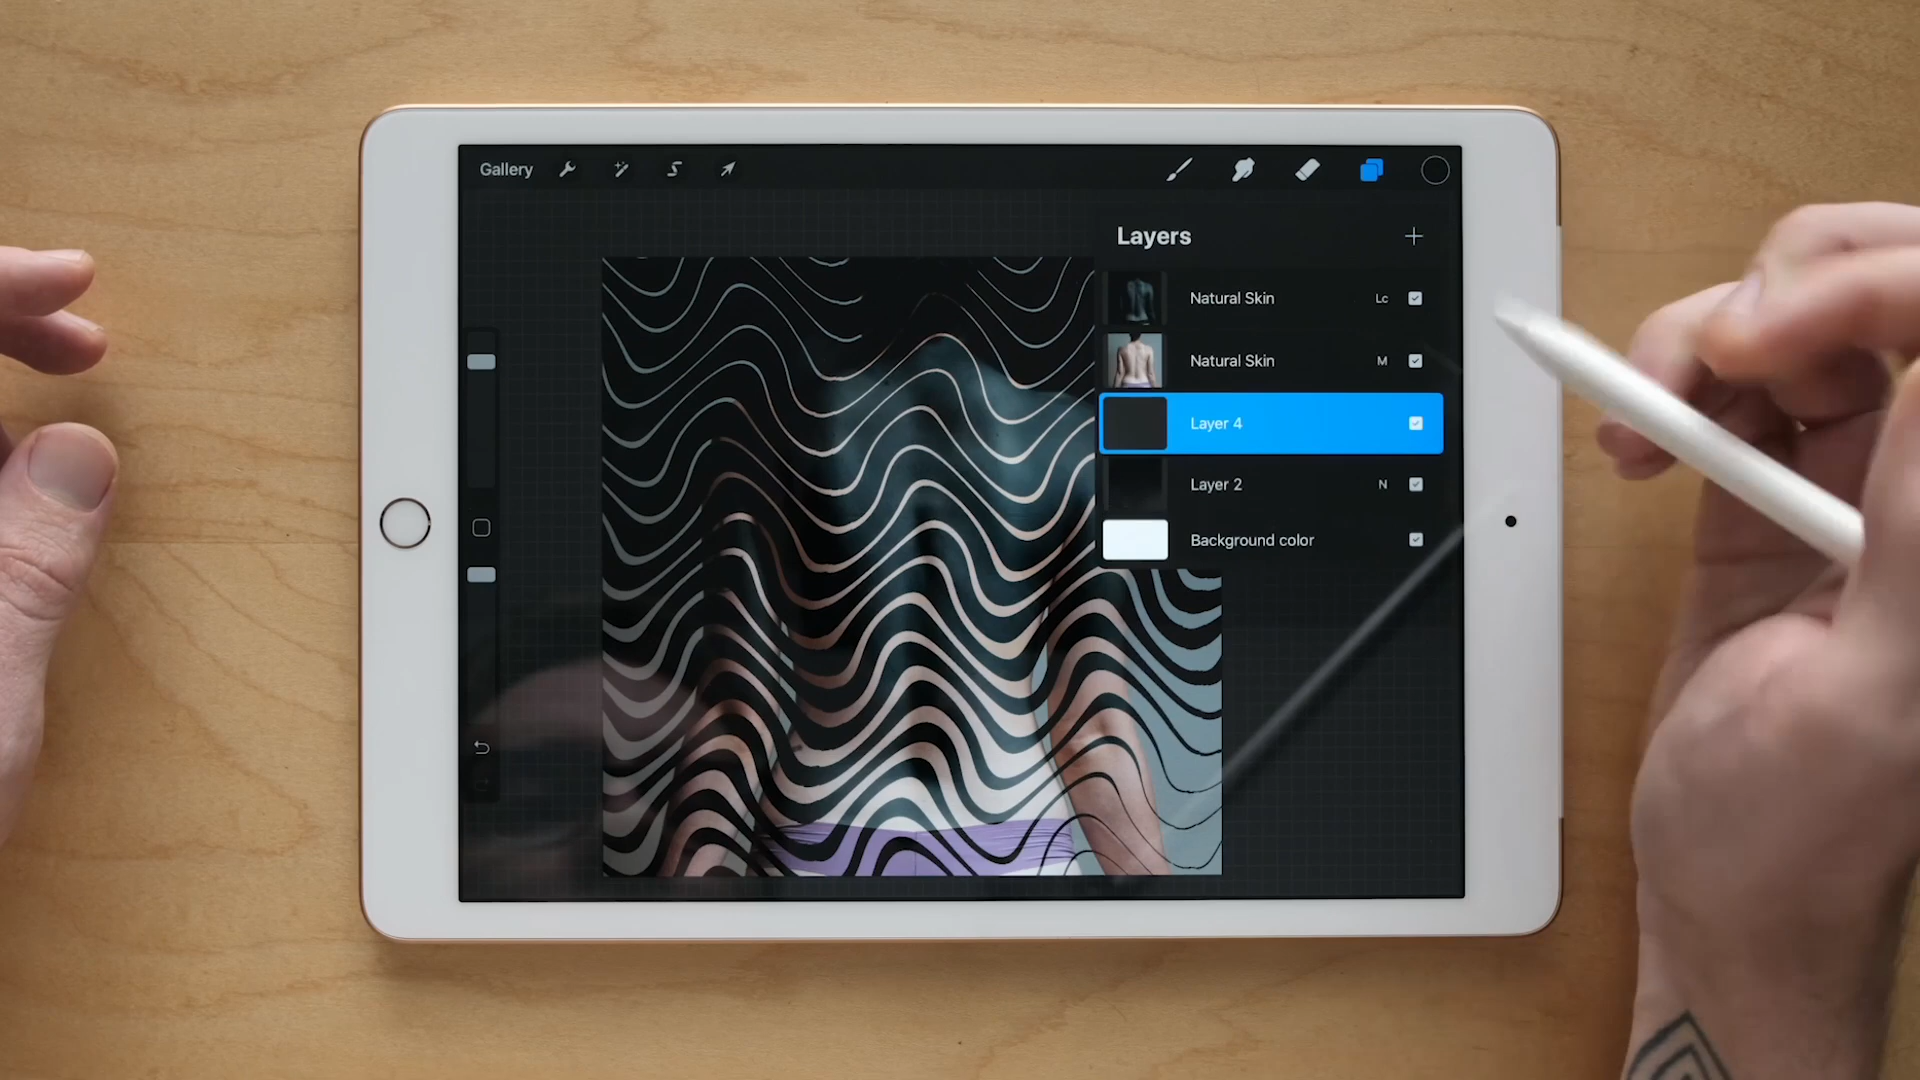 Gallery
Layers
Natural Skin Lc
Natural Skin M
Layer 4
Layer 2 N
Background color